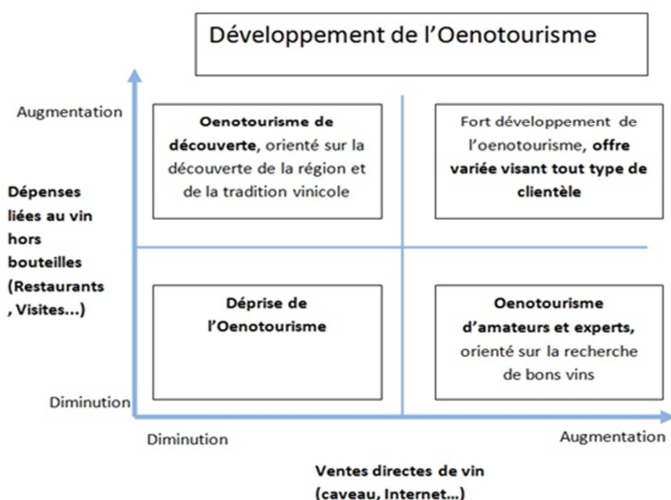 Développement de l’Oenotourisme
Augmentation
Oenotourisme de
découverte, orienté sur la
découverte de la région et
de la tradition vinicole
Fort développement de
l’oenotourisme, offre
variée visant tout type de
clientèle
Dépenses
liées au vin
hors
bouteilles
(Restaurants
, Visites...)
Déprise de
l’Oenotourisme
Oenotourisme
d’amateurs et experts,
orienté sur la recherche
de bons vins
Diminution
Diminution
Augmentation
Ventes directes de vin
(caveau, Internet...)